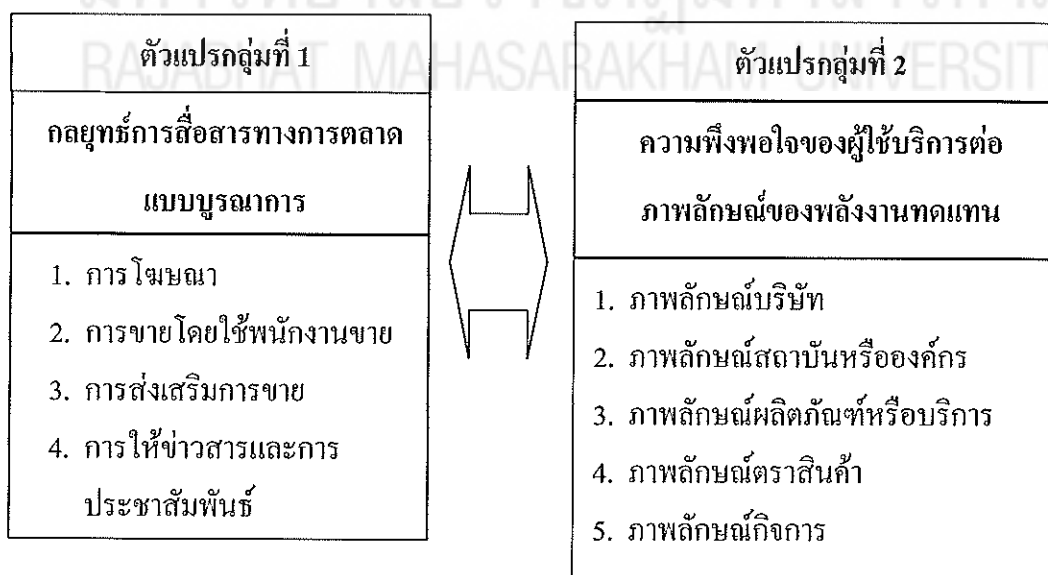 RAJABHAT MAHASARAKHAM UNIVERSIT
ตัวแปรกลุ่มที่ 1
กลยุทธ์การสื่อสารทางการตลาด
แบบบูรณาการ
1. การโฆษณา
2. การขายโดยใช้พนักงานขาย
3. การส่งเสริมการขาย
4. การให้ข่าวสารและการ
ประชาสัมพันธ์
ตัวแปรกลุ่มที่ 2
ความพึงพอใจของผู้ใช้บริการต่อ
ภาพลักษณ์ของพลังงานทดแทน
1. ภาพลักษณ์บริษัท
2. ภาพลักษณ์สถาบันหรือองค์กร
3. ภาพลักษณ์ผลิตภัณฑ์หรือบริการ
4. ภาพลักษณ์ตราสินค้า
5. ภาพลักษณ์กิจการ